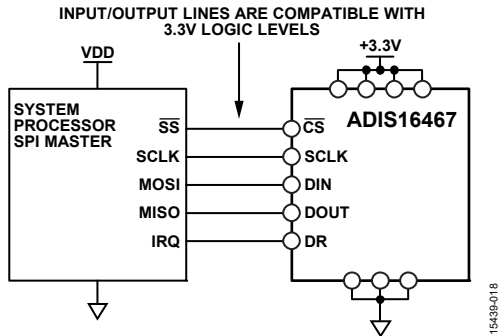 INPUT/OUTPUT LINES ARE COMPATIBLE WITH
3.3V LOGIC LEVELS
VDD
+3.3V
SYSTEM
PROCESSOR
SPI MASTER
ADIS16467
SS
CS
SCLK
SCLK
MOSI
DIN
MISO
DOUT
IRQ
DR
15439-018